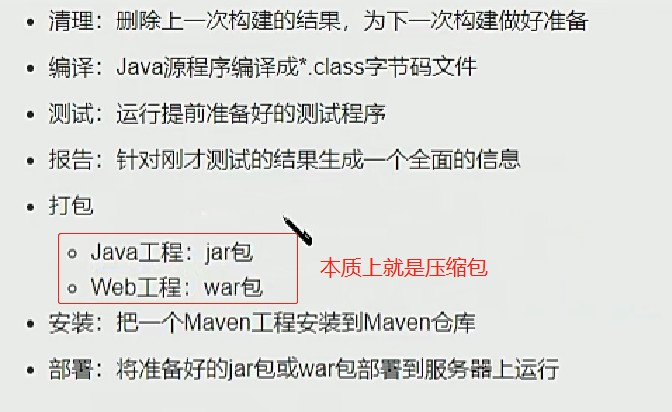 清理：删除上一次构建的结果，为下一次构建做好准备
编译：Java源程序编译成*.class字节码文件
测试：运行提前准备好的测试程序
报告：针对刚才测试的结果生成一个全面的信息
打包
Java工程：jar包
本质上就是压缩包
Web工程：war包
安装：把一个Maven工程安装到Maven仓库
部署：将准备好的jar包或war包部署到服务器上运行